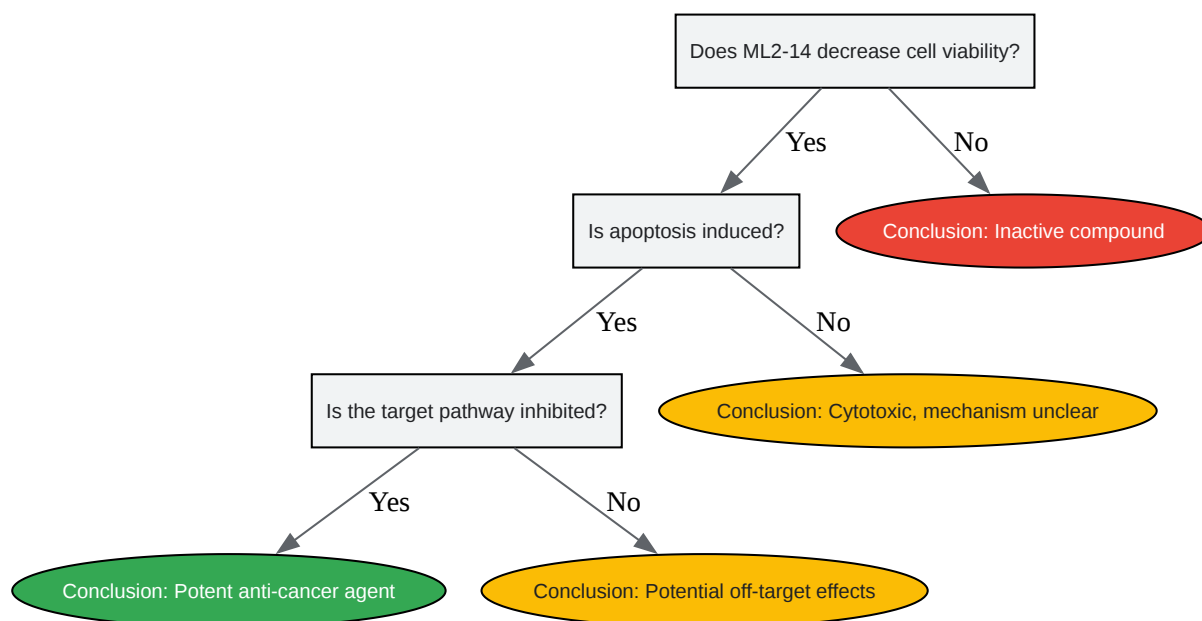 Does ML2-14 decrease cell viability?
Yes
No
Is apoptosis induced?
Conclusion: Inactive compound
Yes
No
Is the target pathway inhibited?
Conclusion: Cytotoxic, mechanism unclear
Yes
No
Conclusion: Potent anti-cancer agent
Conclusion: Potential off-target effects